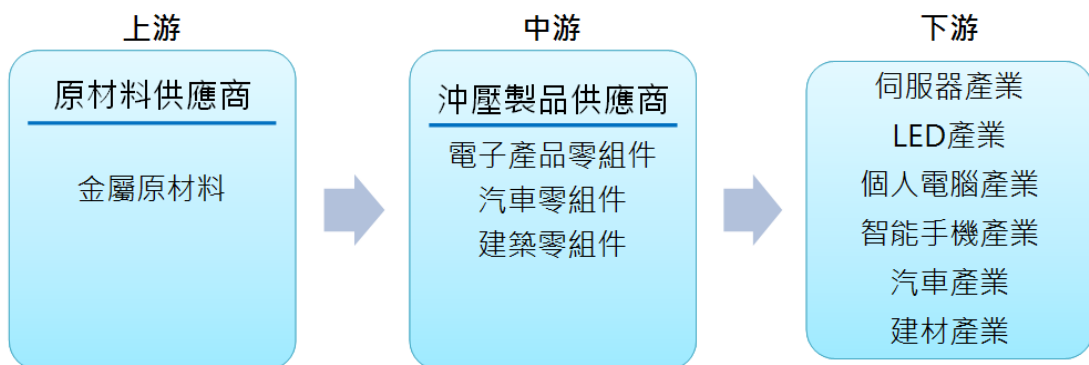 上游
原材料供應商
金屬原材料
中游
沖壓製品供應商
電子產品零組件
汽車零組件
建築零組件
下游
伺服器產業
LED產業
個人電腦產業
智能手機產業
汽車產業
建材產業